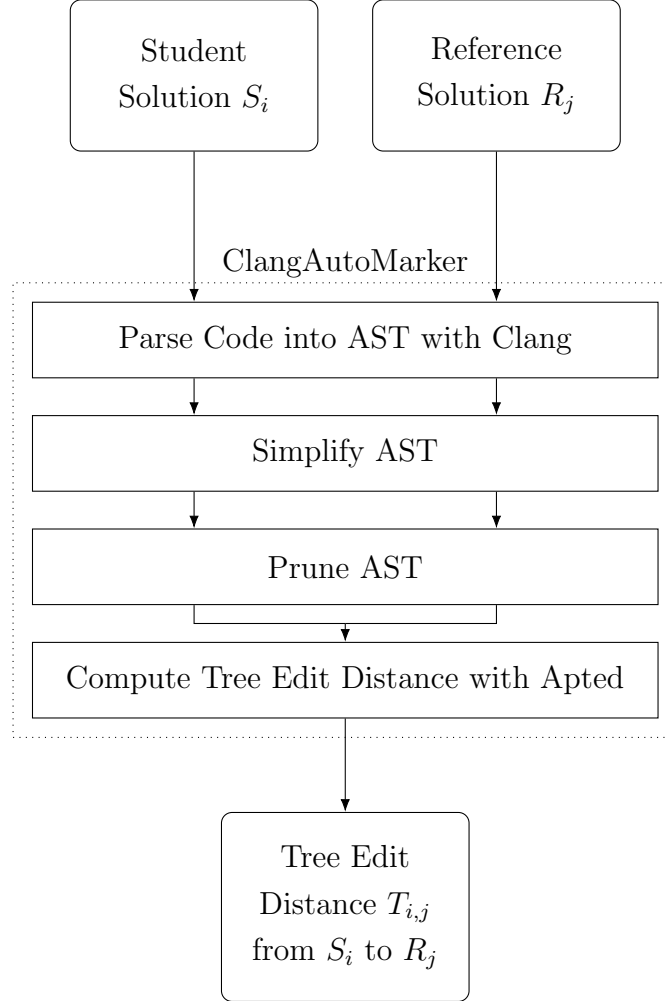 Student
Solution $S_i$
Reference
Solution $R_j$
ClangAutoMarker
Parse Code into AST with Clang
Simplify AST
Prune AST
Compute Tree Edit Distance with Apted
Tree Edit
Distance $T_{i,j}$
from $S_i$ to $R_j$